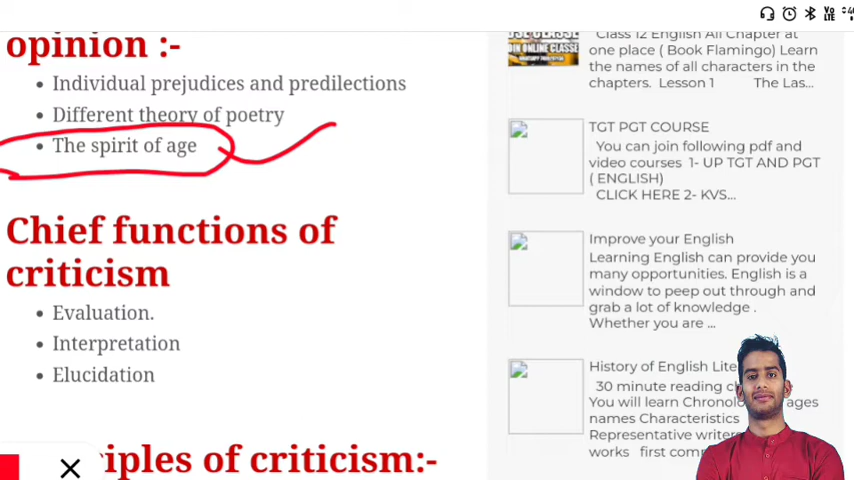 opinion :-
Individual prejudices and predilections
Different theory of poetry
The spirit of age
Chief functions of
criticism
Evaluation.
Interpretation
Elucidation
iples of criticism:-
Class 12 English All Chapter at
one place ( Book Flamingo) Learn
the names of all characters in the
chapters. Lesson 1 The Las...
TGT PGT COURSE
You can join following pdf and
video courses 1- UP TGT AND PGT
( ENGLISH)
CLICK HERE 2- KVS...
Improve your English
Learning English can provide you
many opportunities. English is a
window to peep out through and
grab a lot of knowledge .
Whether you are ...
History of English Lite
30 minute reading
You will learn Chronolo ages
names Characteristics
Representative writers
works first com